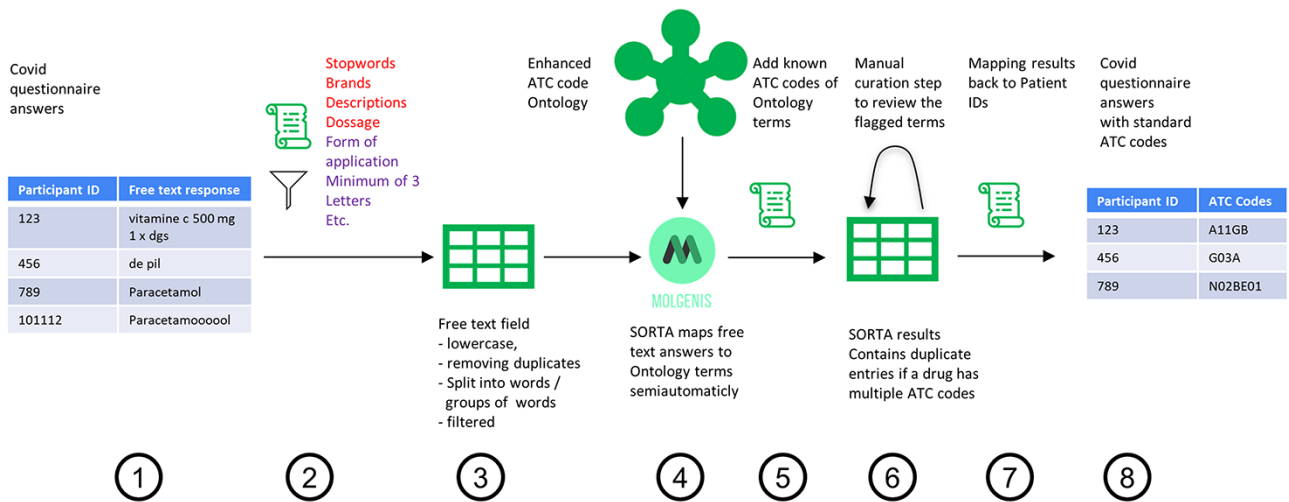 Covid
questionnaire
answers
Participant ID Free text response
123 vitamine c 500 mg
1 x dgs
456 de pil
789 Paracetamol
101112 Paracetamoooool
Stopwords
Brands
Descriptions
Dossage
Form of
application
Minimum of 3
Letters
Etc.
Free text field
- lowercase,
- removing duplicates
- Split into words /
groups of words
- filtered
Enhanced
ATC code
Ontology
MOLGENIS
SORTA maps free
text answers to
Ontology terms
semiautomaticly
Add known
ATC codes of
Ontology
terms
Manual
curation step
to review the
flagged terms
SORTA results
Contains duplicate
entries if a drug has
multiple ATC codes
Mapping results
back to Patient
IDs
Covid
questionnaire
answers
with standard
ATC codes
Participant ID ATC Codes
123 A11GB
456 G03A
789 N02BE01
1 2 3 4 5 6 7 8